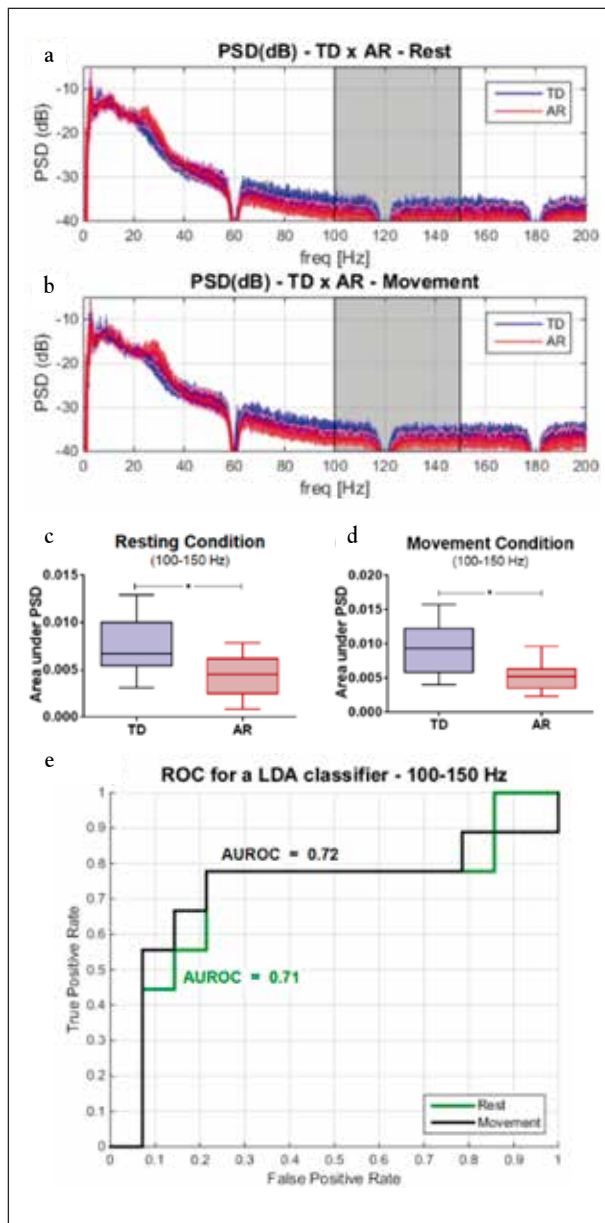 a
PSD(dB) - TD x AR - Rest
PSD (dB)
-10
-20
-30
-40
TD
AR
0 20 40 60 80 100 120 140 160 180 200
freq [Hz]
b
PSD(dB) - TD x AR - Movement
PSD (dB)
-10
-20
-30
-40
TD
AR
0 20 40 60 80 100 120 140 160 180 200
freq [Hz]
c
Resting Condition
(100-150 Hz)
Area under PSD
0.015
0.010
0.005
0.000
TD AR
d
Movement Condition
(100-150 Hz)
Area under PSD
0.020
0.015
0.010
0.005
0.000
TD AR
e
ROC for a LDA classifier - 100-150 Hz
True Positive Rate
1
0.9
0.8
0.7
0.6
0.5
0.4
0.3
0.2
0.1
0
AUROC = 0.72
AUROC = 0.71
Rest
Movement
0 0.1 0.2 0.3 0.4 0.5 0.6 0.7 0.8 0.9 1
False Positive Rate